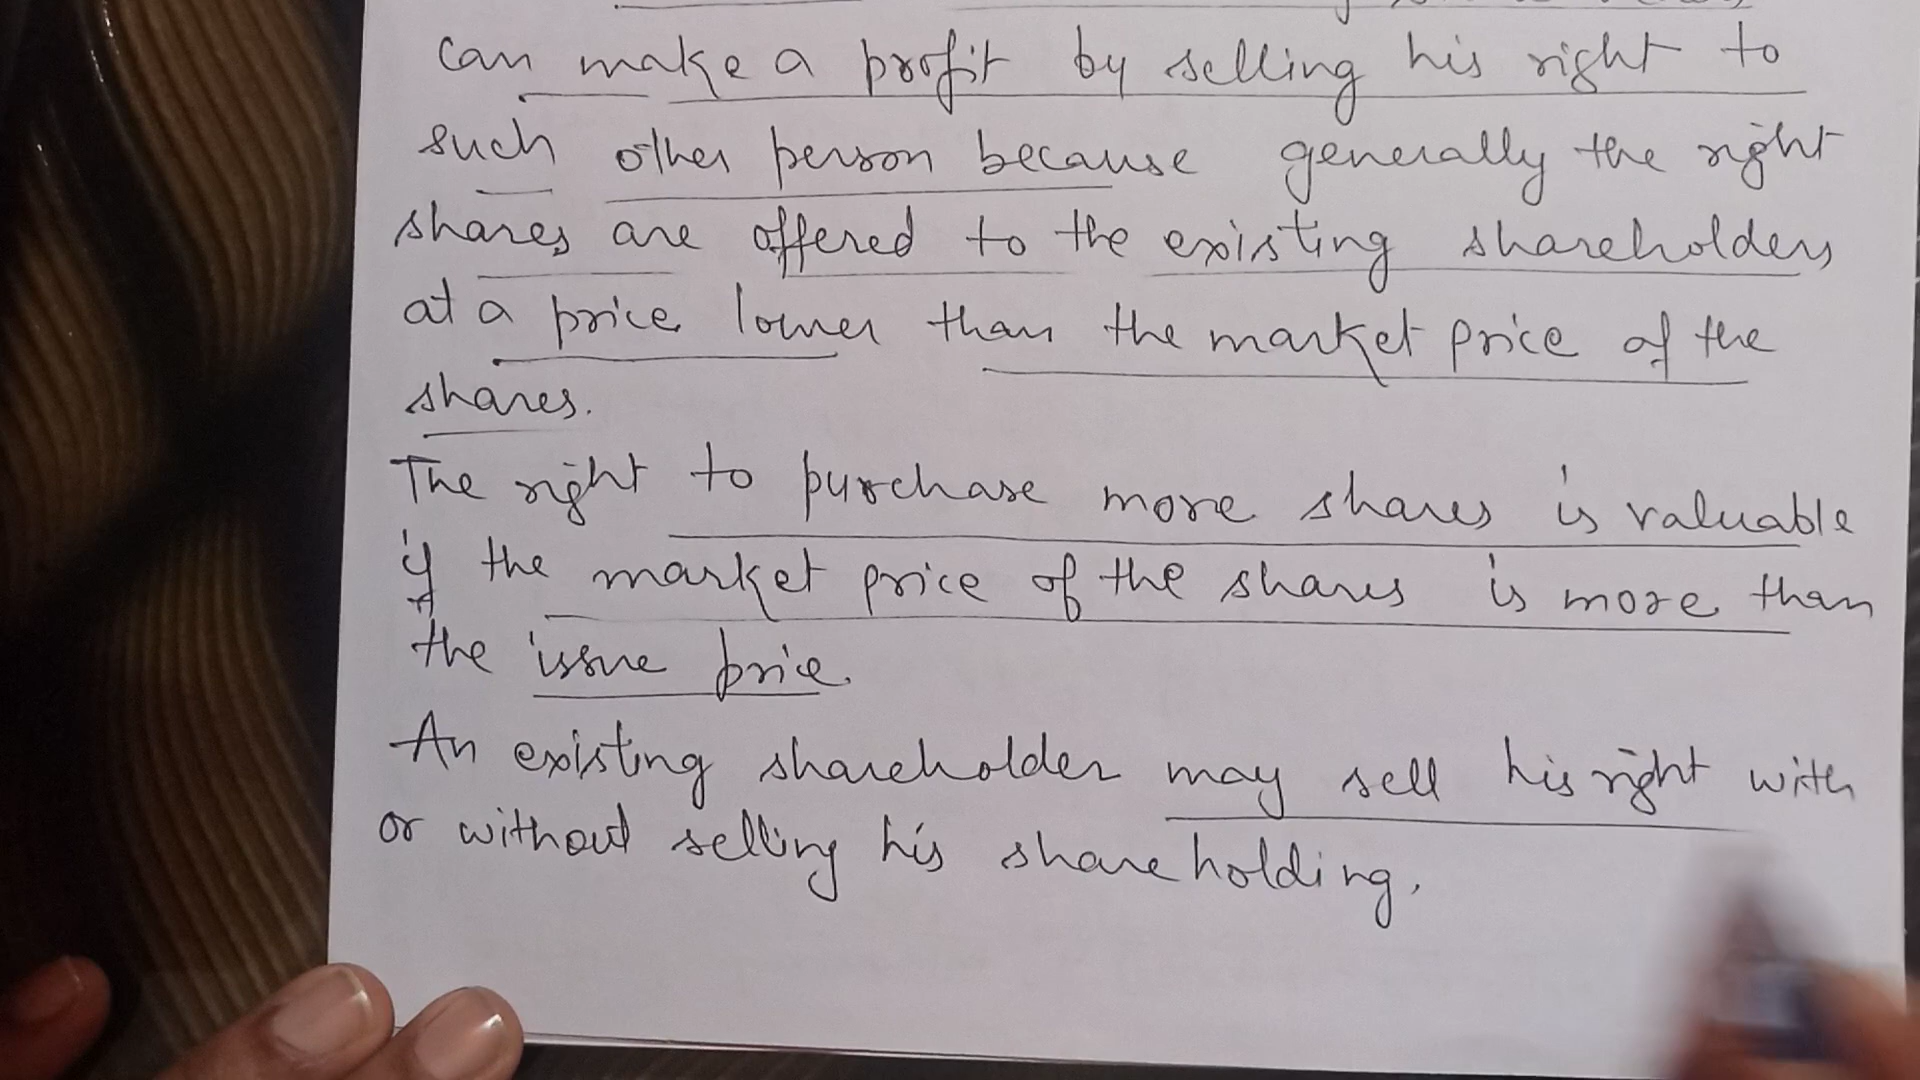 can make a profit by selling his right to
such other person because generally the right
shares are offered to the existing shareholders
at a price lower than the market price of the
shares.
The right to purchase more shares is valuable
if the market price of the shares is more than
the issue price.
An existing shareholder may sell his right with
or without selling his shareholding.